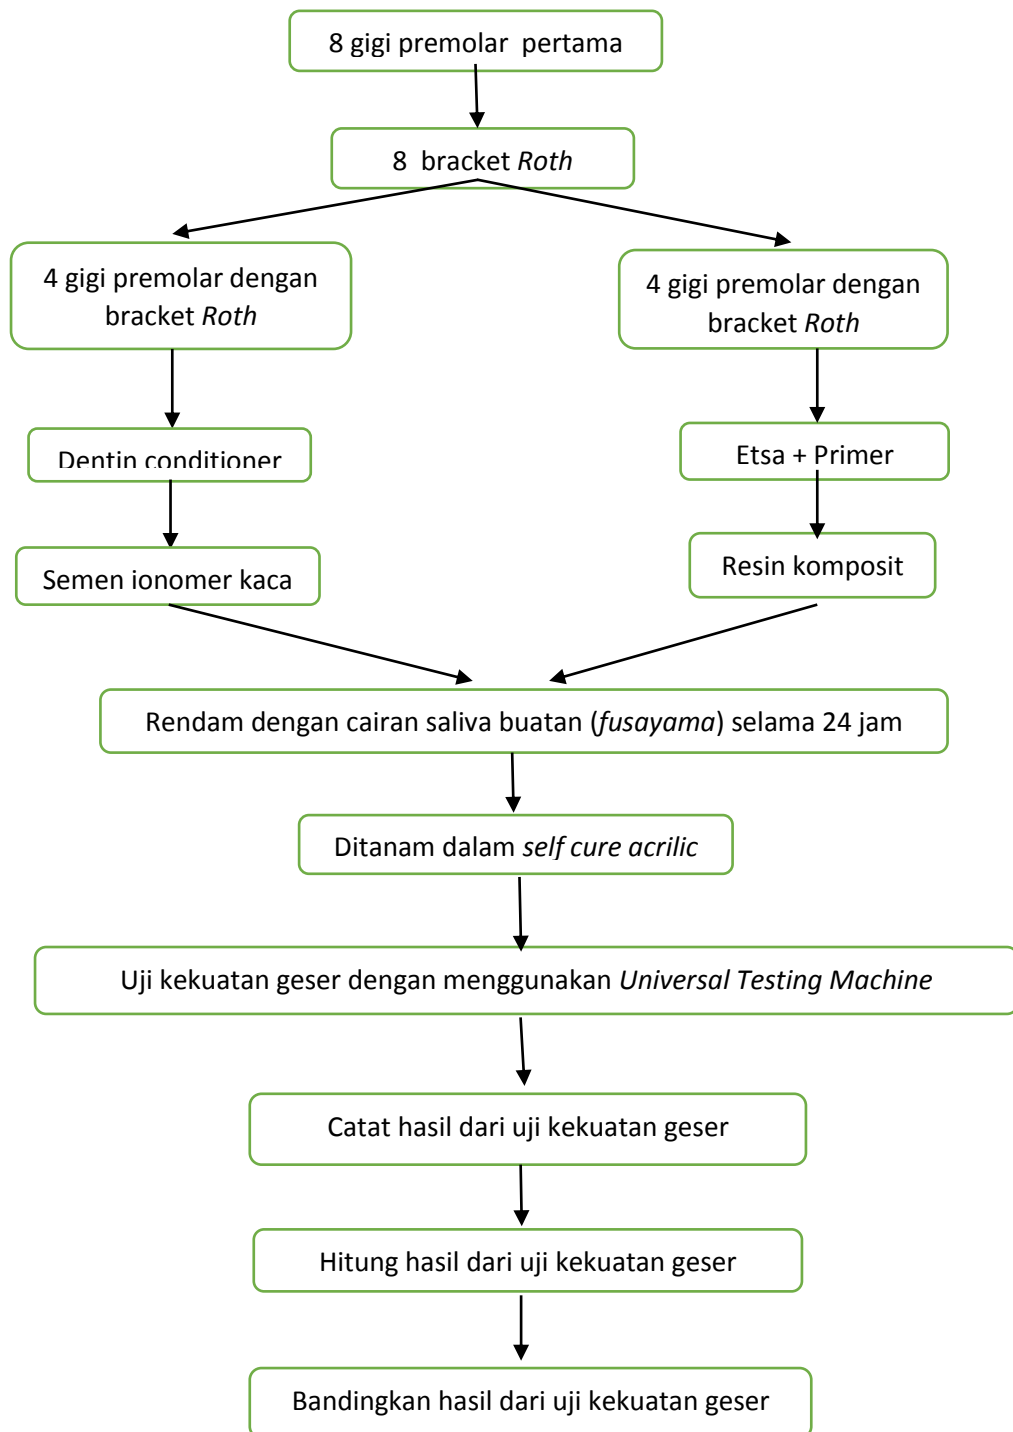 8 gigi premolar pertama
8 bracket Roth
4 gigi premolar dengan
bracket Roth
4 gigi premolar dengan
bracket Roth
Dentin conditioner
Etsa + Primer
Semen ionomer kaca
Resin komposit
Rendam dengan cairan saliva buatan (fusayama) selama 24 jam
Ditanam dalam self cure acrilic
Uji kekuatan geser dengan menggunakan Universal Testing Machine
Catat hasil dari uji kekuatan geser
Hitung hasil dari uji kekuatan geser
Bandingkan hasil dari uji kekuatan geser